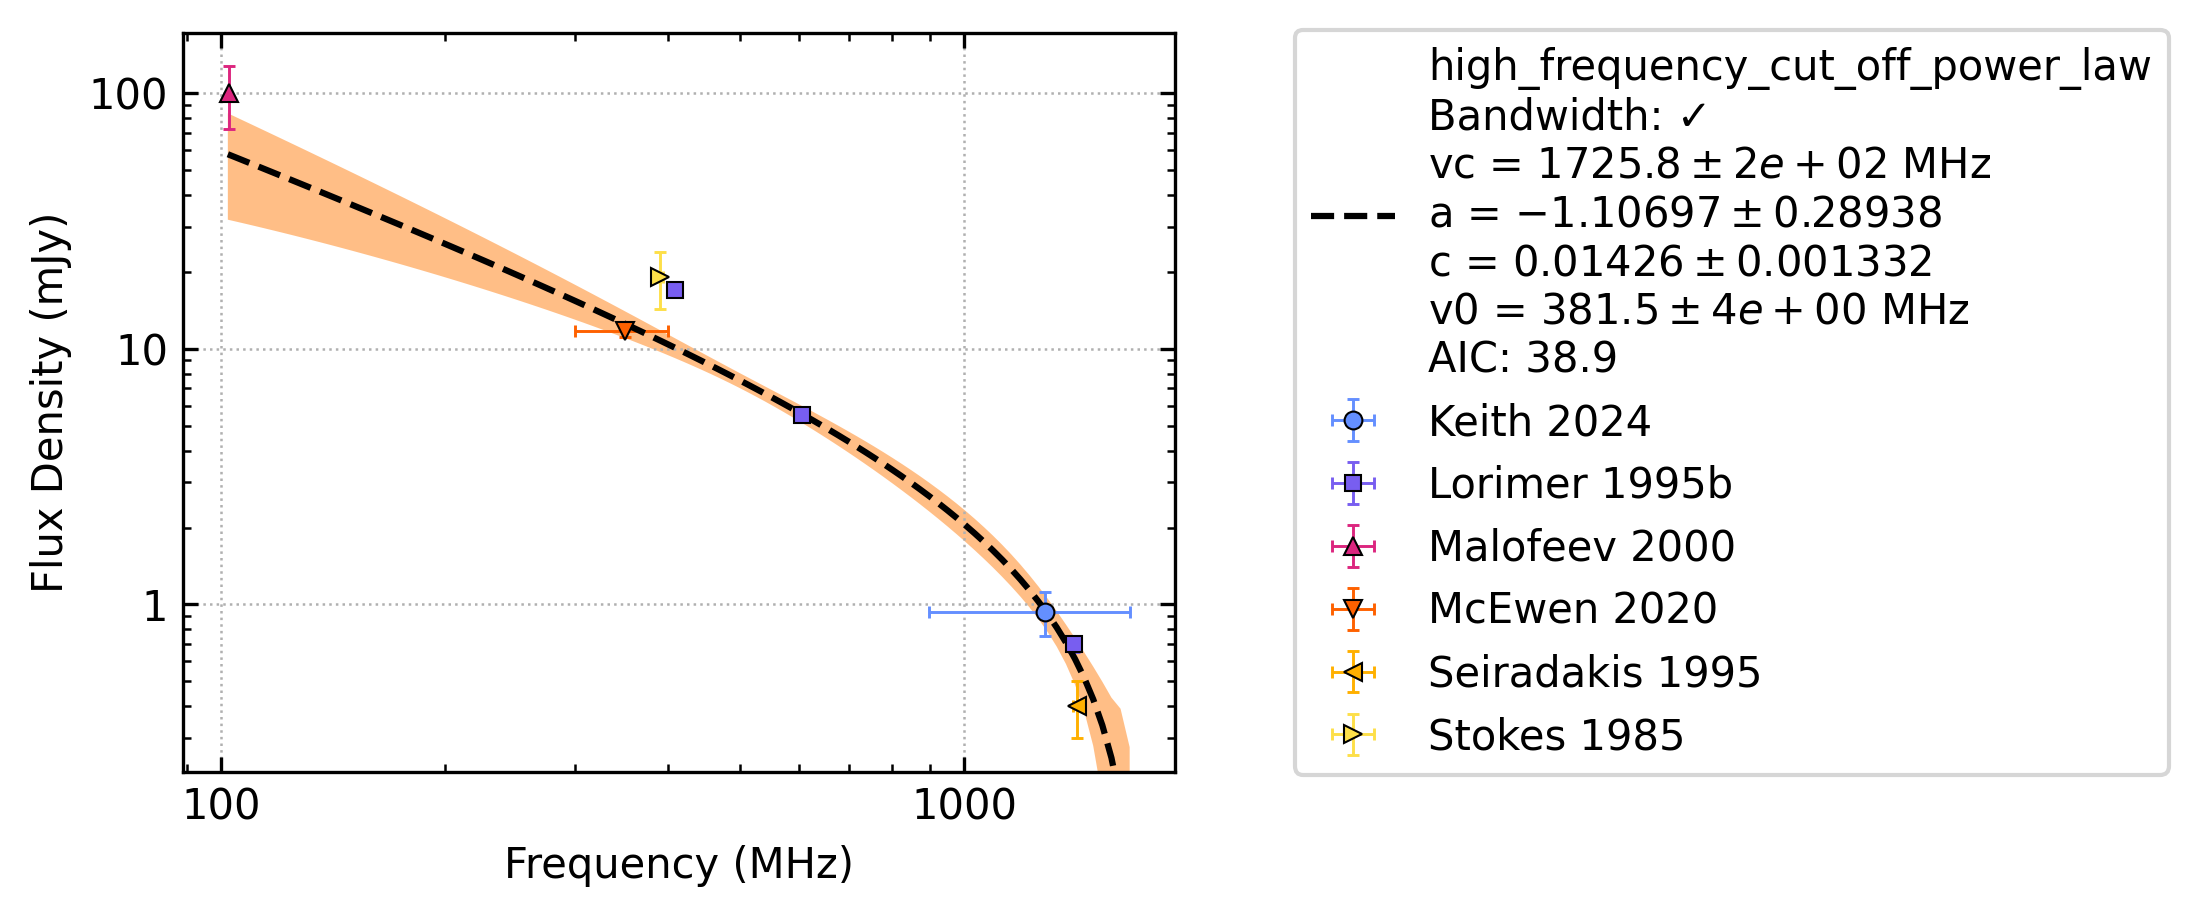 100
10
1
Flux Density (mJy)
100
1000
Frequency (MHz)
high_frequency_cut_off_power_law
Bandwidth: ✓
vc = 1725.8 ± 2e + 02 MHz
a = −1.10697 ± 0.28938
c = 0.01426 ± 0.001332
v0 = 381.5 ± 4e + 00 MHz
AIC: 38.9
Keith 2024
Lorimer 1995b
Malofeev 2000
McEwen 2020
Seiradakis 1995
Stokes 1985